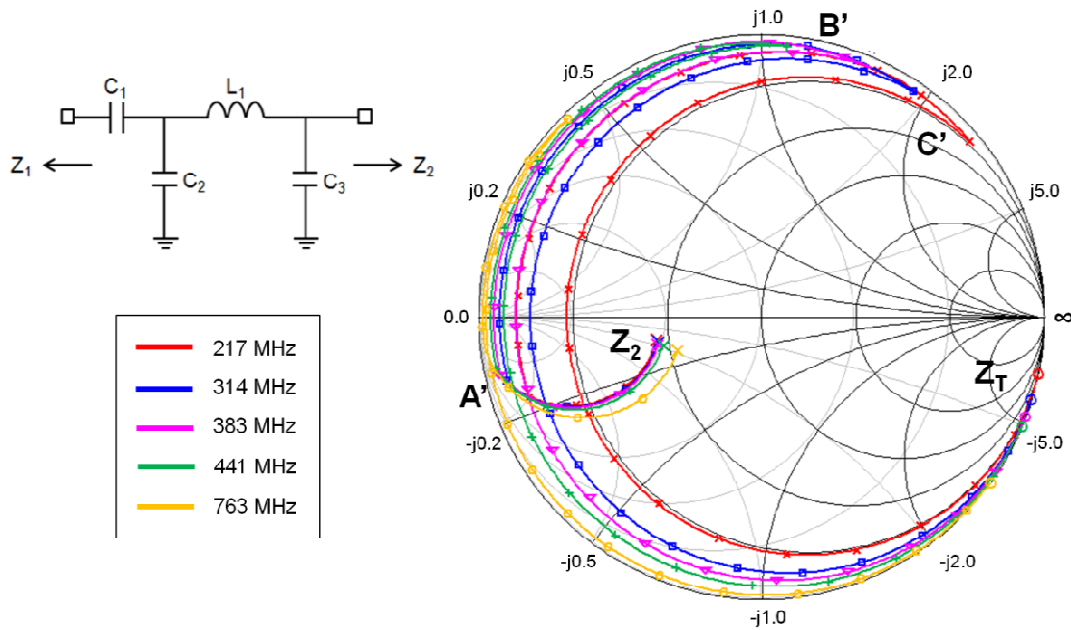 C1
L1
Z1
C2
C3
Z2
217 MHz
314 MHz
383 MHz
441 MHz
763 MHz
j1.0
B’
j0.5
j2.0
C’
j0.2
j5.0
0.0
∞
Z2
ZT
A’
-j0.2
-j5.0
-j0.5
-j2.0
-j1.0